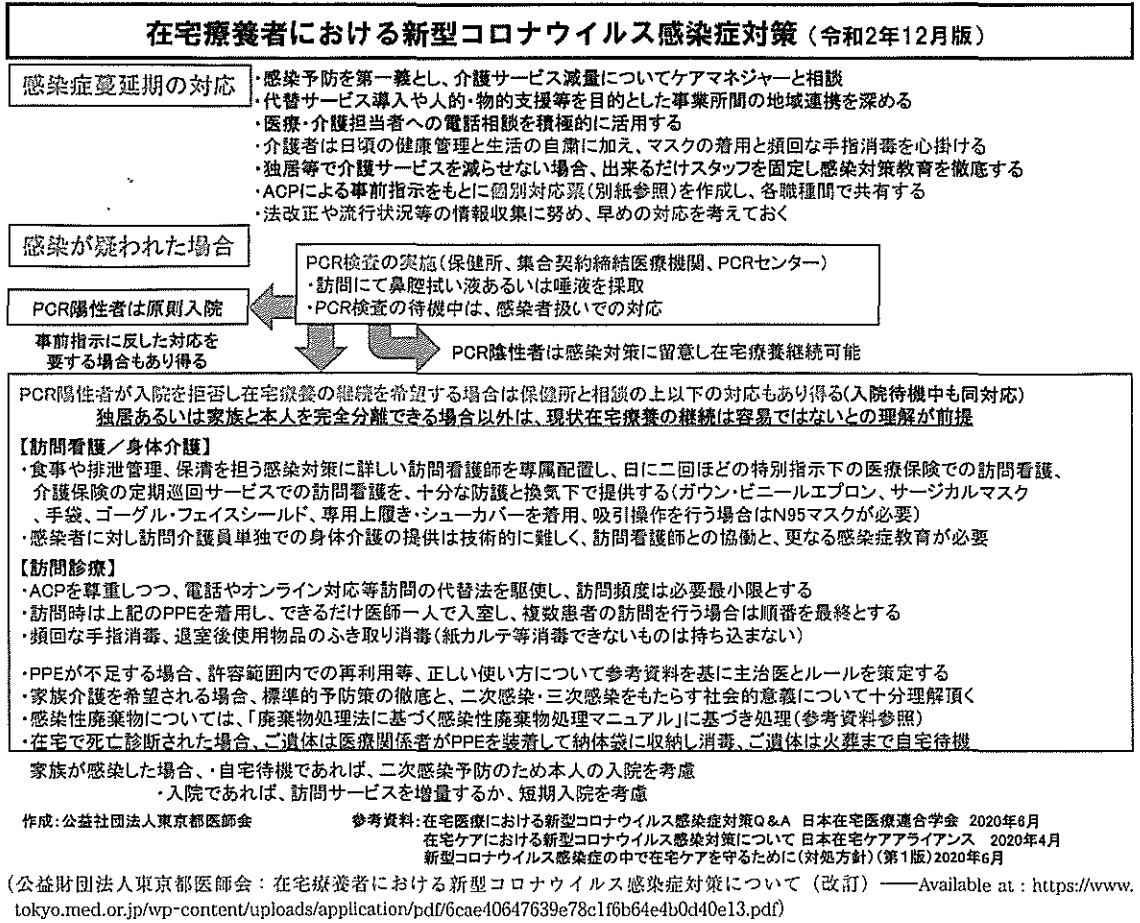 在宅療養者における新型コロナウイルス感染症対策（令和2年12月版）
感染症蔓延期の対応
・感染予防を第一義とし、介護サービス減量についてケアマネジャーと相談
・代替サービス導入や人的・物的支援等を目的とした事業所間の地域連携を深める
・医療・介護担当者への電話相談を積極的に活用する
・介護者は日頃の健康管理と生活の自粛に加え、マスクの着用と頻回な手指消毒を心掛ける
・独居等で介護サービスを減らせない場合、出来るだけスタッフを固定し感染対策教育を徹底する
・ACPによる事前指示をもとに個別対応票（別紙参照）を作成し、各職種間で共有する
・法改正や流行状況等の情報収集に努め、早めの対応を考えておく
感染が疑われた場合
PCR検査の実施（保健所、集合契約締結医療機関、PCRセンター）
・訪問にて鼻腔拭い液あるいは唾液を採取
・PCR検査の待機中は、感染者扱いでの対応
PCR陽性者は原則入院
事前指示に反した対応を
要する場合もあり得る
PCR陰性者は感染対策に留意し在宅療養継続可能
PCR陽性者が入院を拒否し在宅療養の継続を希望する場合は保健所と相談の上以下の対応もあり得る（入院待機中も同対応）
独居あるいは家族と本人を完全分離できる場合以外は、現状在宅療養の継続は容易ではないとの理解が前提
【訪問看護／身体介護】
・食事や排泄管理、保清を担う感染対策に詳しい訪問看護師を専属配置し、日に二回ほどの特別指示下の医療保険での訪問看護、
介護保険の定期巡回サービスでの訪問看護を、十分な防護と換気下で提供する（ガウン・ビニールエプロン、サージカルマスク
、手袋、ゴーグル・フェイスシールド、専用上履き・シューカバーを着用、吸引操作を行う場合はN95マスクが必要）
・感染者に対し訪問介護員単独での身体介護の提供は技術的に難しく、訪問看護師との協働と、更なる感染症教育が必要
【訪問診療】
・ACPを尊重しつつ、電話やオンライン対応等訪問の代替法を駆使し、訪問頻度は必要最小限とする
・訪問時は上記のPPEを着用し、できるだけ医師一人で入室し、複数患者の訪問を行う場合は順番を最終とする
・頻回な手指消毒、退室後使用物品のふき取り消毒（紙カルテ等消毒できないものは持ち込まない）
・PPEが不足する場合、許容範囲内での再利用等、正しい使い方について参考資料を基に主治医とルールを策定する
・家族介護を希望される場合、標準的予防策の徹底と、二次感染・三次感染をもたらす社会的意義について十分理解頂く
・感染性廃棄物については、「廃棄物処理法に基づく感染性廃棄物処理マニュアル」に基づき処理（参考資料参照）
・在宅で死亡診断された場合、ご遺体は医療関係者がPPEを装着して納体袋に収納し消毒、ご遺体は火葬まで自宅待機
家族が感染した場合、・自宅待機であれば、二次感染予防のため本人の入院を考慮
・入院であれば、訪問サービスを増量するか、短期入院を考慮
作成：公益社団法人東京都医師会
参考資料：在宅医療における新型コロナウイルス感染症対策Q＆A 日本在宅医療連合学会 2020年6月
在宅ケアにおける新型コロナウイルス感染対策について 日本在宅ケアアライアンス 2020年4月
新型コロナウイルス感染症の中で在宅ケアを守るために（対処方針）（第1版）2020年6月
（公益財団法人東京都医師会：在宅療養者における新型コロナウイルス感染症対策について（改訂）——Available at：https://www.
tokyo.med.or.jp/wp-content/uploads/application/pdf/6cae40647639e78c1f6b64e4b0d40e13.pdf）